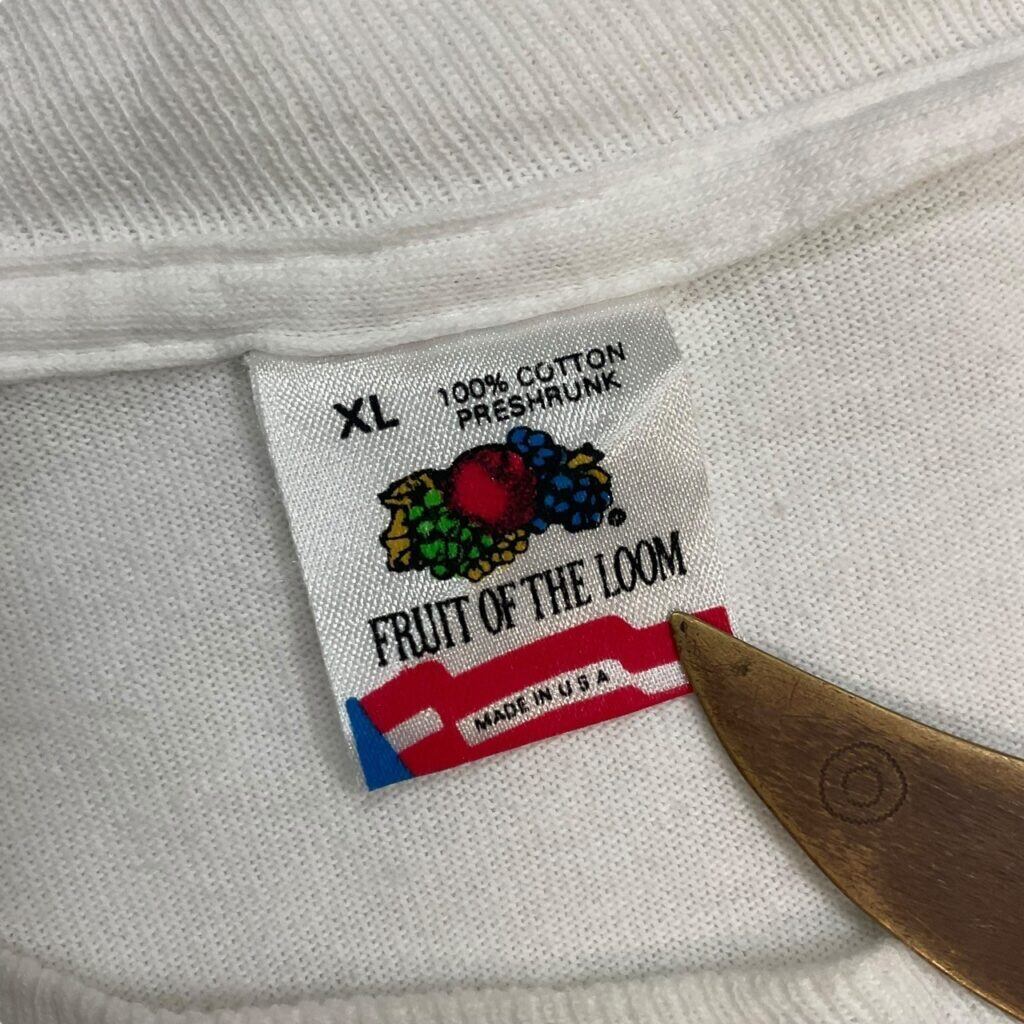 XL
100% COTTON
PRESHRUNK
®
FRUIT OF THE LOOM
MADE IN U S A